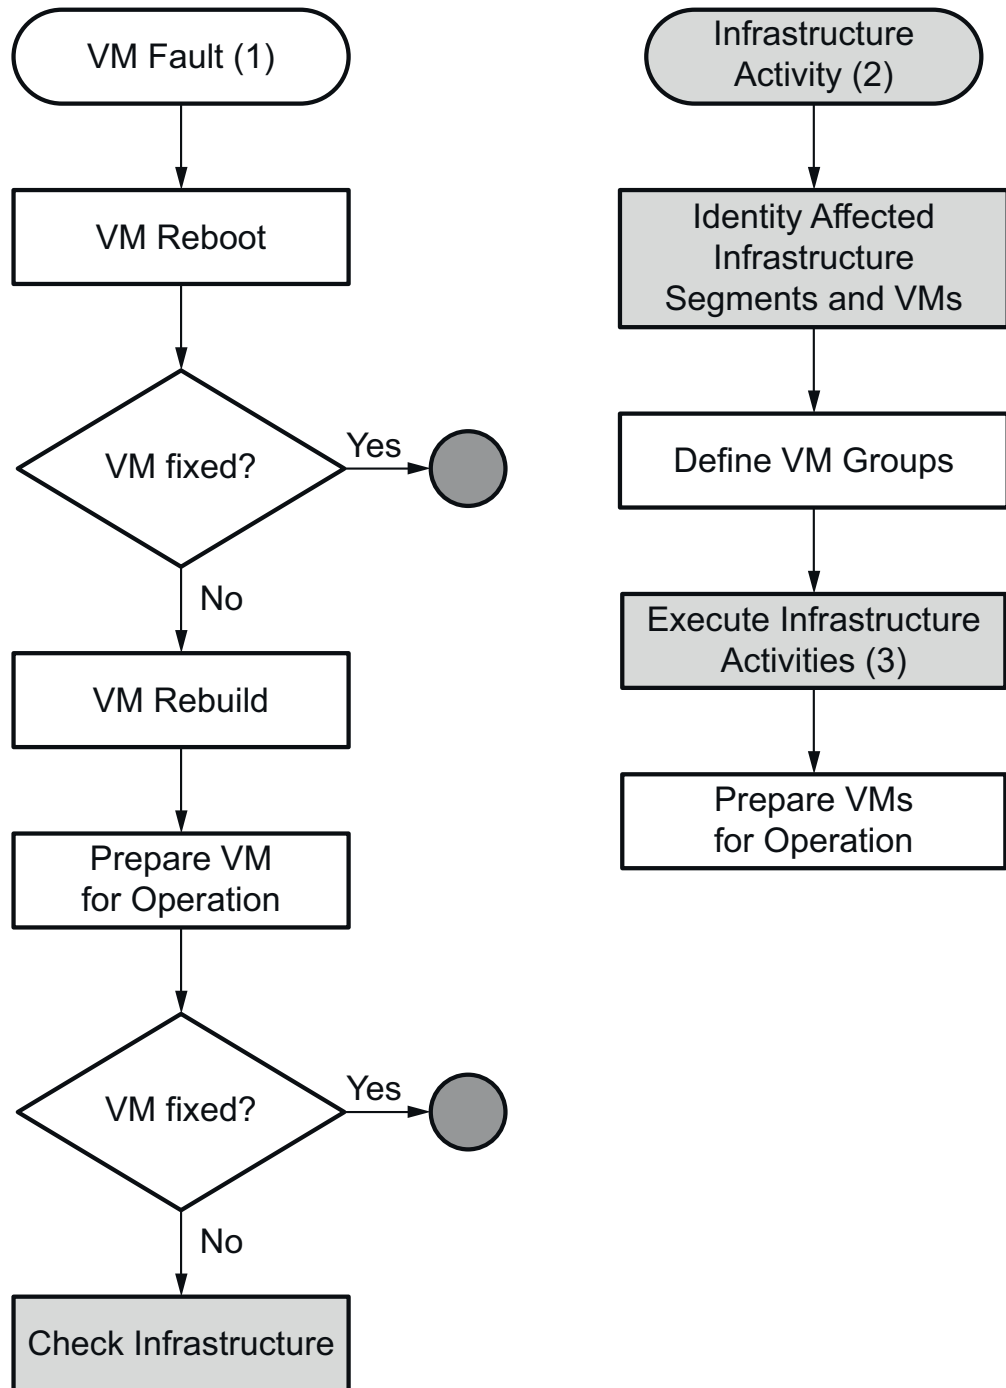 VM Fault (1)
VM Reboot
VM fixed?
Yes
No
VM Rebuild
Prepare VM
for Operation
VM fixed?
Yes
No
Check Infrastructure
Infrastructure
Activity (2)
Identity Affected
Infrastructure
Segments and VMs
Define VM Groups
Execute Infrastructure
Activities (3)
Prepare VMs
for Operation